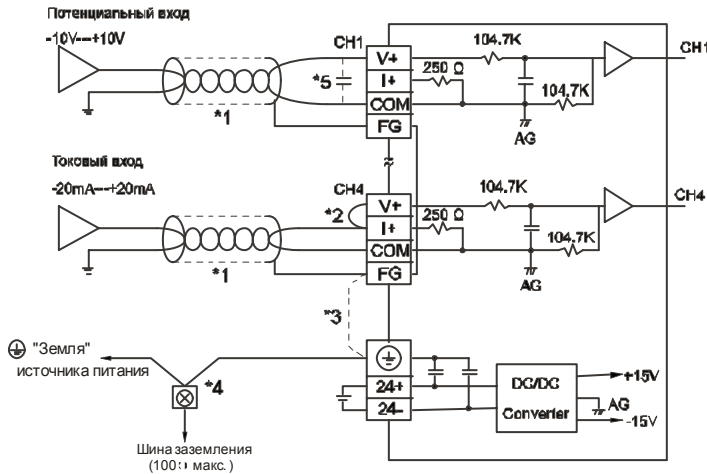 Потенциальный вход
-10V---+10V
CH1
V+
I+
COM
FG
*5
*1
250 Ω
104.7K
104.7K
AG
CH1
Токовый вход
-20mA---+20mA
CH4
V+
I+
COM
FG
*2
*1
250 Ω
104.7K
104.7K
AG
CH4
*3
"Земля"
источника питания
*4
24+
24-
DC/DC
Converter
+15V
AG
-15V
Шина заземления
(100 макс.)